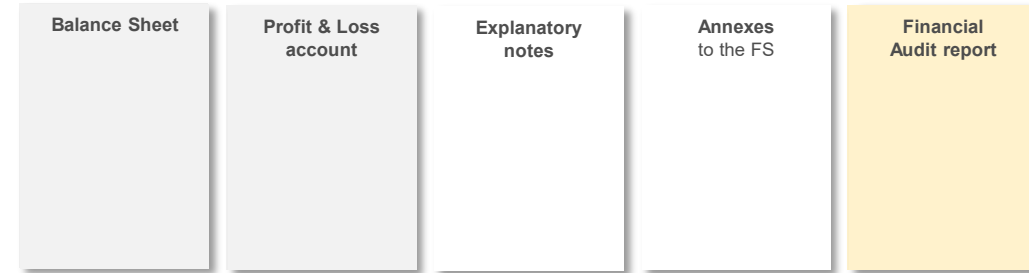 Balance Sheet
Profit & Loss
account
Explanatory
notes
Annexes
to the FS
Financial
Audit report